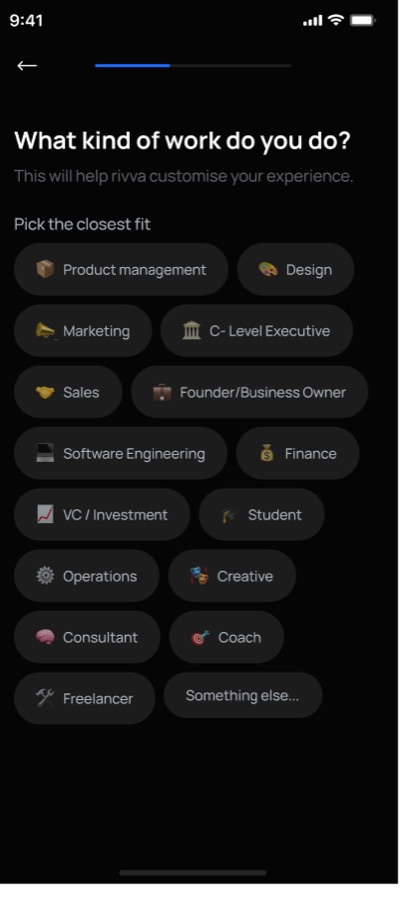 9:41
What kind of work do you do?
This will help rivva customise your experience.
Pick the closest fit
Product management
Design
Marketing
C- Level Executive
Sales
Founder/Business Owner
Software Engineering
Finance
VC / Investment
Student
Operations
Creative
Consultant
Coach
Freelancer
Something else...